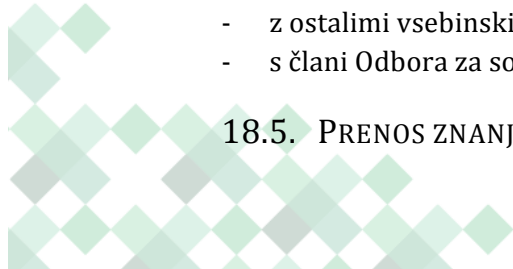 - z ostalimi vsebinski
- s člani Odbora za so
18.5. PRENOS ZNANJ